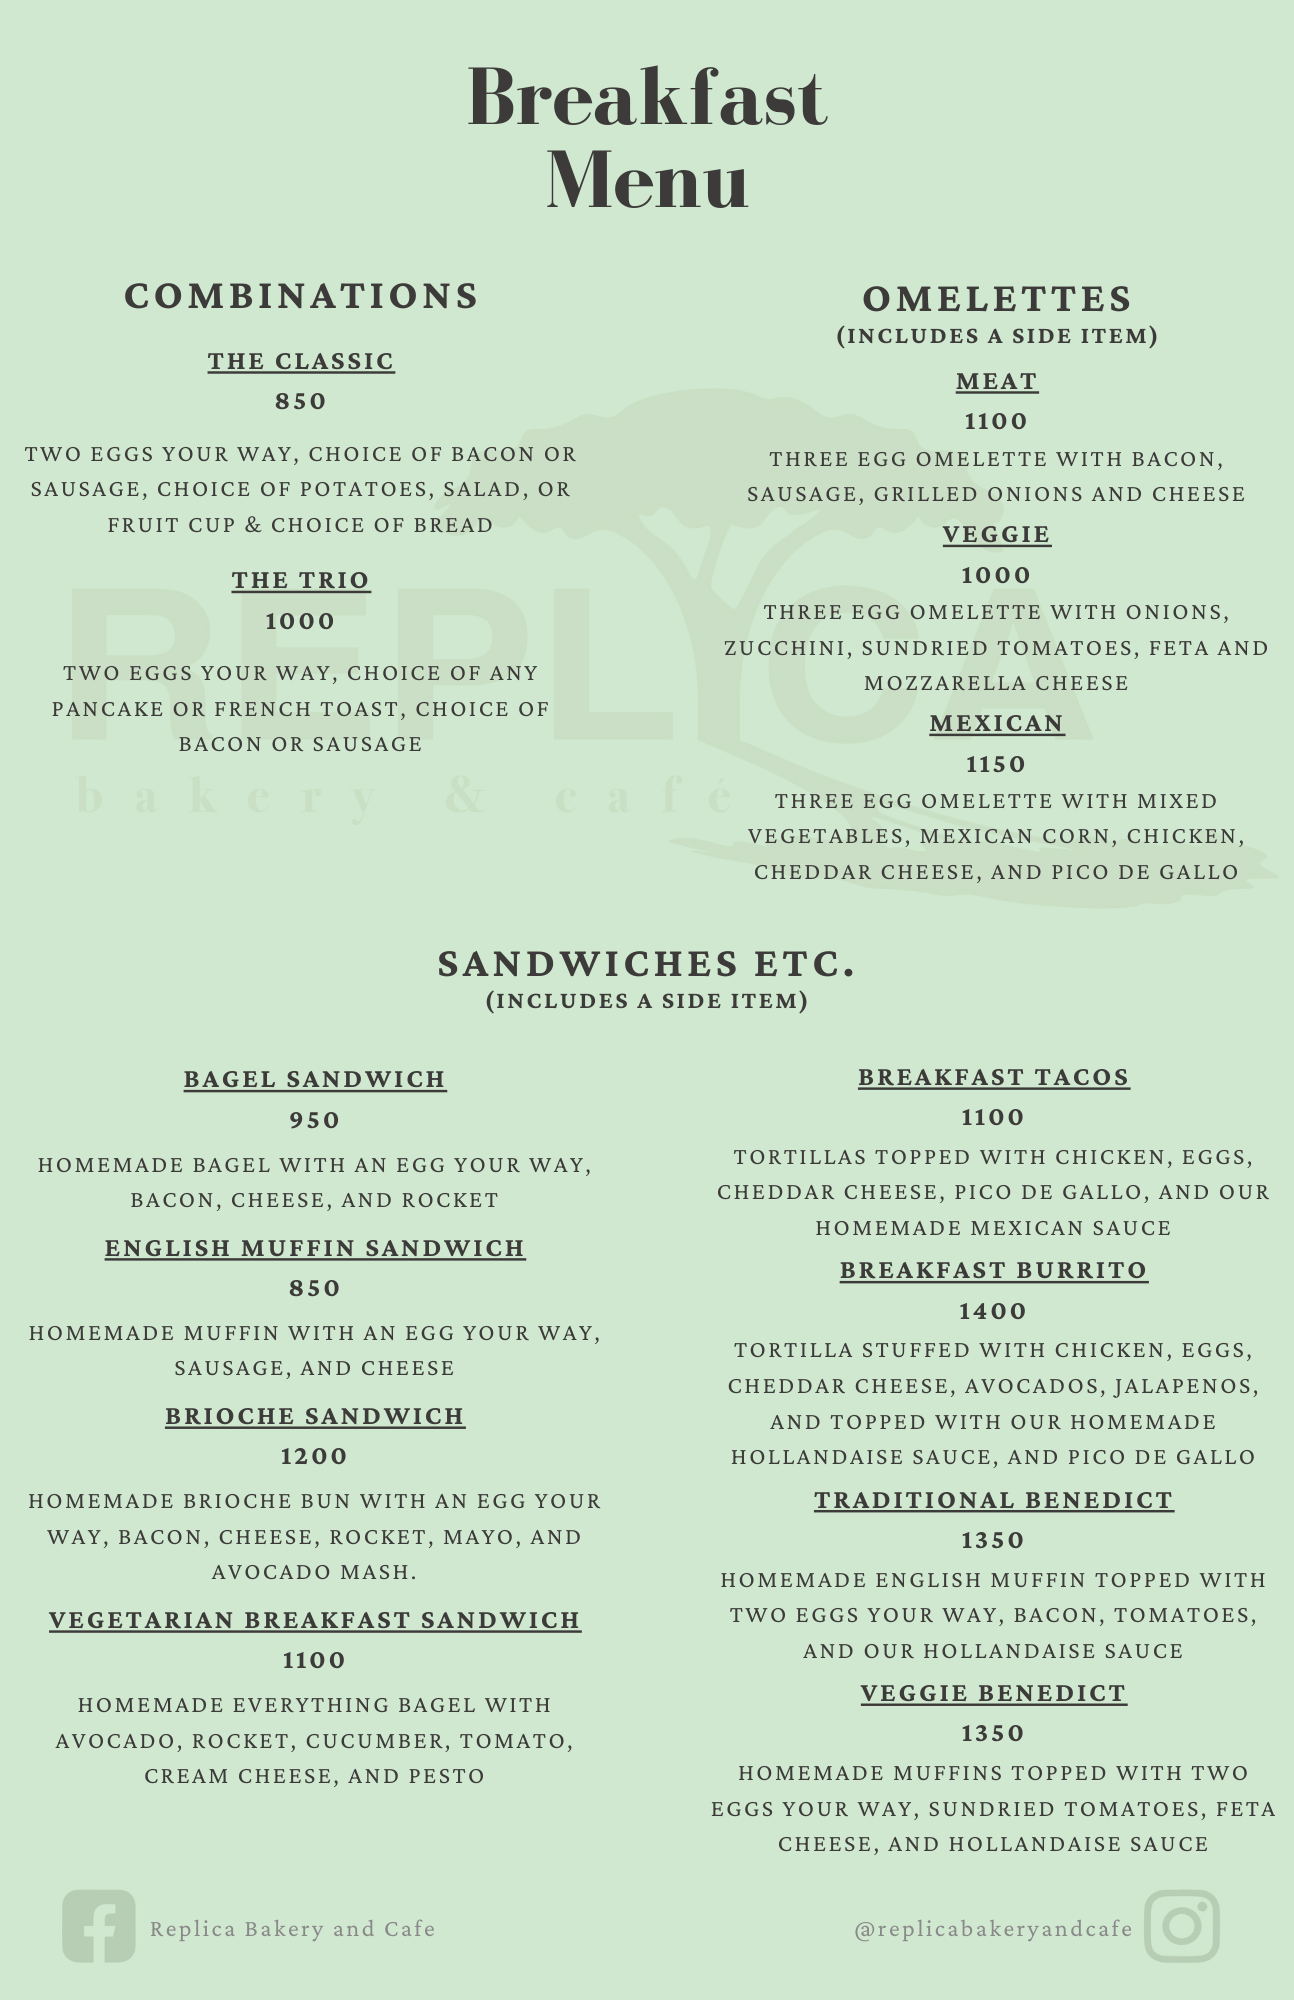 Breakfast
Menu
COMBINATIONS
THE CLASSIC
850
TWO EGGS YOUR WAY, CHOICE OF BACON OR
SAUSAGE, CHOICE OF POTATOES, SALAD, OR
FRUIT CUP & CHOICE OF BREAD
THE TRIO
1000
TWO EGGS YOUR WAY, CHOICE OF ANY
PANCAKE OR FRENCH TOAST, CHOICE OF
BACON OR SAUSAGE
OMELETTES
(INCLUDES A SIDE ITEM)
MEAT
1100
THREE EGG OMELETTE WITH BACON,
SAUSAGE, GRILLED ONIONS AND CHEESE
VEGGIE
1000
THREE EGG OMELETTE WITH ONIONS,
ZUCCHINI, SUNDRIED TOMATOES, FETA AND
MOZZARELLA CHEESE
MEXICAN
1150
THREE EGG OMELETTE WITH MIXED
VEGETABLES, MEXICAN CORN, CHICKEN,
CHEDDAR CHEESE, AND PICO DE GALLO
REPLICA
bakery & café
SANDWICHES ETC.
(INCLUDES A SIDE ITEM)
BAGEL SANDWICH
950
HOMEMADE BAGEL WITH AN EGG YOUR WAY,
BACON, CHEESE, AND ROCKET
ENGLISH MUFFIN SANDWICH
850
HOMEMADE MUFFIN WITH AN EGG YOUR WAY,
SAUSAGE, AND CHEESE
BRIOCHE SANDWICH
1200
HOMEMADE BRIOCHE BUN WITH AN EGG YOUR
WAY, BACON, CHEESE, ROCKET, MAYO, AND
AVOCADO MASH.
VEGETARIAN BREAKFAST SANDWICH
1100
HOMEMADE EVERYTHING BAGEL WITH
AVOCADO, ROCKET, CUCUMBER, TOMATO,
CREAM CHEESE, AND PESTO
BREAKFAST TACOS
1100
TORTILLAS TOPPED WITH CHICKEN, EGGS,
CHEDDAR CHEESE, PICO DE GALLO, AND OUR
HOMEMADE MEXICAN SAUCE
BREAKFAST BURRITO
1400
TORTILLA STUFFED WITH CHICKEN, EGGS,
CHEDDAR CHEESE, AVOCADOS, JALAPENOS,
AND TOPPED WITH OUR HOMEMADE
HOLLANDAISE SAUCE, AND PICO DE GALLO
TRADITIONAL BENEDICT
1350
HOMEMADE ENGLISH MUFFIN TOPPED WITH
TWO EGGS YOUR WAY, BACON, TOMATOES,
AND OUR HOLLANDAISE SAUCE
VEGGIE BENEDICT
1350
HOMEMADE MUFFINS TOPPED WITH TWO
EGGS YOUR WAY, SUNDRIED TOMATOES, FETA
CHEESE, AND HOLLANDAISE SAUCE
Replica Bakery and Cafe
@replicabakeryandcafe